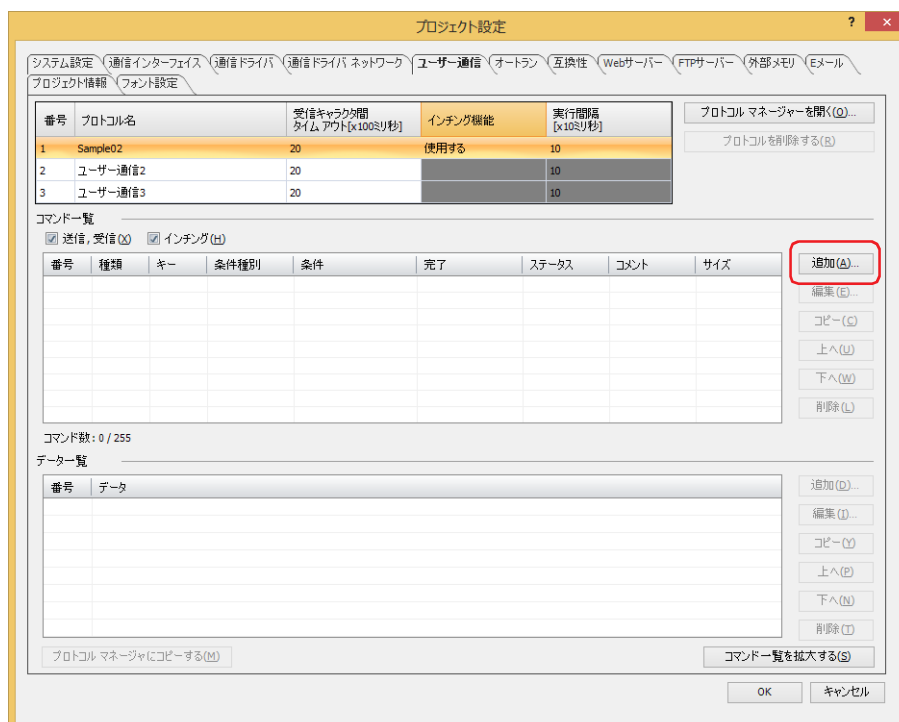 プロジェクト設定
? ×
システム設定 通信インターフェイス 通信ドライバ 通信ドライバ ネットワーク ユーザー通信 オートラン 互換性 Webサーバー FTPサーバー 外部メモリ Eメール
プロジェクト情報 フォント設定
番号 プロトコル名 受信キャラクタ間 タイム アウト[x100ミリ秒] インチング機能 実行間隔 [x10ミリ秒]
1 Sample02 20 使用する 10
2 ユーザー通信2 20 10
3 ユーザー通信3 20 10
プロトコル マネージャーを開く(O)...
プロトコルを削除する(R)
コマンド一覧
送信, 受信(X) インチング(H)
番号 種類 キー 条件種別 条件 完了 ステータス コメント サイズ
追加(A)...
編集(E)...
コピー(C)
上へ(U)
下へ(W)
削除(L)
コマンド数 : 0 / 255
データ一覧
番号 データ
追加(D)...
編集(I)...
コピー(Y)
上へ(P)
下へ(N)
削除(T)
プロトコル マネージャにコピーする(M)
コマンド一覧を拡大する(S)
OK キャンセル